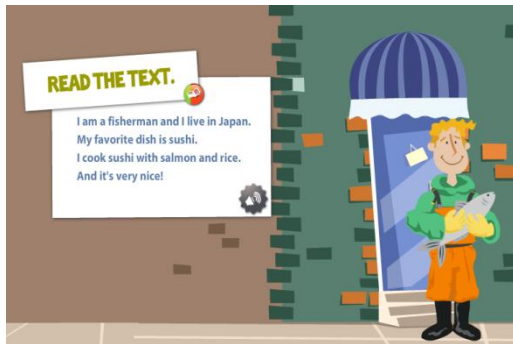 READ THE TEXT.
I am a fisherman and I live in Japan.
My favorite dish is sushi.
I cook sushi with salmon and rice.
And it's very nice!